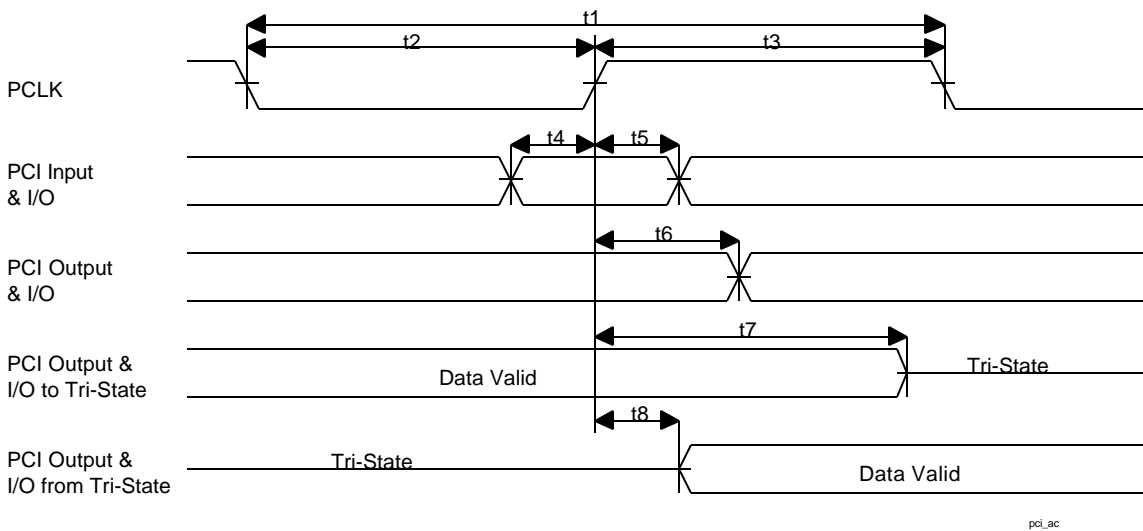 t1
t2
t3
PCLK
t4
t5
PCI Input
& I/O
t6
PCI Output
& I/O
t7
PCI Output &
I/O to Tri-State
Data Valid
Tri-State
t8
PCI Output &
I/O from Tri-State
Tri-State
Data Valid
pci_ac